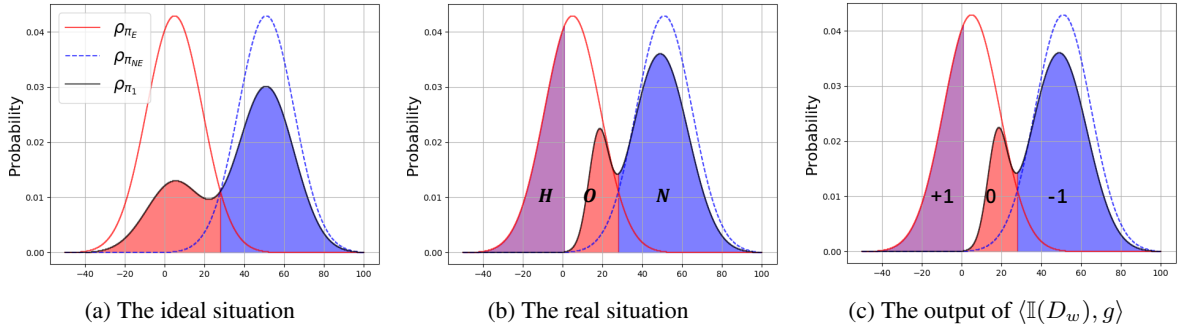 0.04
0.03
0.02
0.01
0.00
Probability
ρ_{π_E}
ρ_{π_{NE}}
ρ_{π_1}
−40 −20 0 20 40 60 80 100
(a) The ideal situation
0.04
0.03
0.02
0.01
0.00
Probability
H O N
−40 −20 0 20 40 60 80 100
(b) The real situation
0.04
0.03
0.02
0.01
0.00
Probability
+1 0 -1
−40 −20 0 20 40 60 80 100
(c) The output of ⟨𝕀(D_w), g⟩